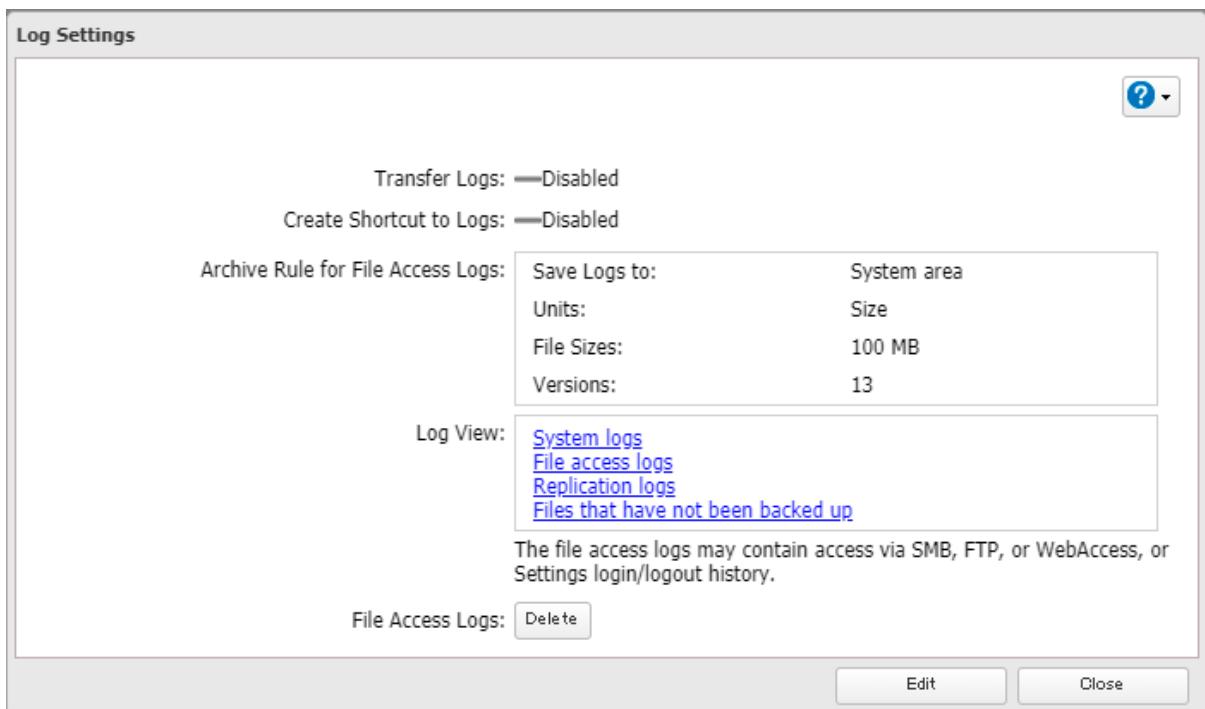 Log Settings
?
Transfer Logs: Disabled
Create Shortcut to Logs: Disabled
Archive Rule for File Access Logs:
Save Logs to: System area
Units: Size
File Sizes: 100 MB
Versions: 13
Log View:
System logs
File access logs
Replication logs
Files that have not been backed up
The file access logs may contain access via SMB, FTP, or WebAccess, or
Settings login/logout history.
File Access Logs: Delete
Edit Close